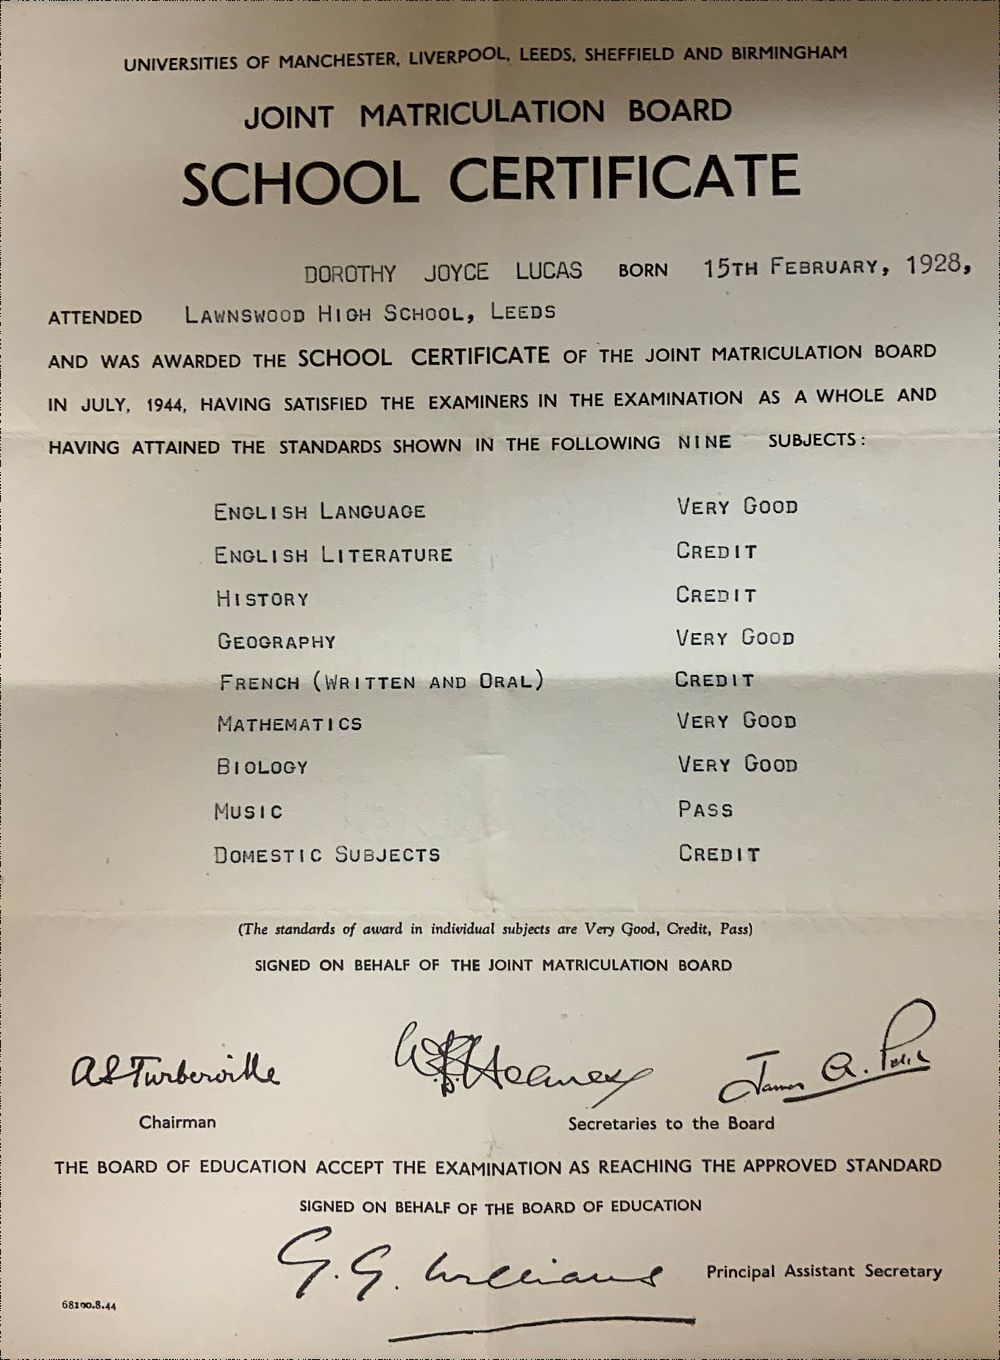 UNIVERSITIES OF MANCHESTER, LIVERPOOL, LEEDS, SHEFFIELD AND BIRMINGHAM
JOINT MATRICULATION BOARD
SCHOOL CERTIFICATE
DOROTHY JOYCE LUCAS BORN 15TH FEBRUARY, 1928,
ATTENDED LAWNSWOOD HIGH SCHOOL, LEEDS
AND WAS AWARDED THE SCHOOL CERTIFICATE OF THE JOINT MATRICULATION BOARD
IN JULY, 1944, HAVING SATISFIED THE EXAMINERS IN THE EXAMINATION AS A WHOLE AND
HAVING ATTAINED THE STANDARDS SHOWN IN THE FOLLOWING NINE SUBJECTS:
ENGLISH LANGUAGE VERY GOOD
ENGLISH LITERATURE CREDIT
HISTORY CREDIT
GEOGRAPHY VERY GOOD
FRENCH (WRITTEN AND ORAL) CREDIT
MATHEMATICS VERY GOOD
BIOLOGY VERY GOOD
MUSIC PASS
DOMESTIC SUBJECTS CREDIT
(The standards of award in individual subjects are Very Good, Credit, Pass)
SIGNED ON BEHALF OF THE JOINT MATRICULATION BOARD
A S Turberville James A. Petch
Chairman Secretaries to the Board
THE BOARD OF EDUCATION ACCEPT THE EXAMINATION AS REACHING THE APPROVED STANDARD
SIGNED ON BEHALF OF THE BOARD OF EDUCATION
G. G. Williams Principal Assistant Secretary
68100.8.44